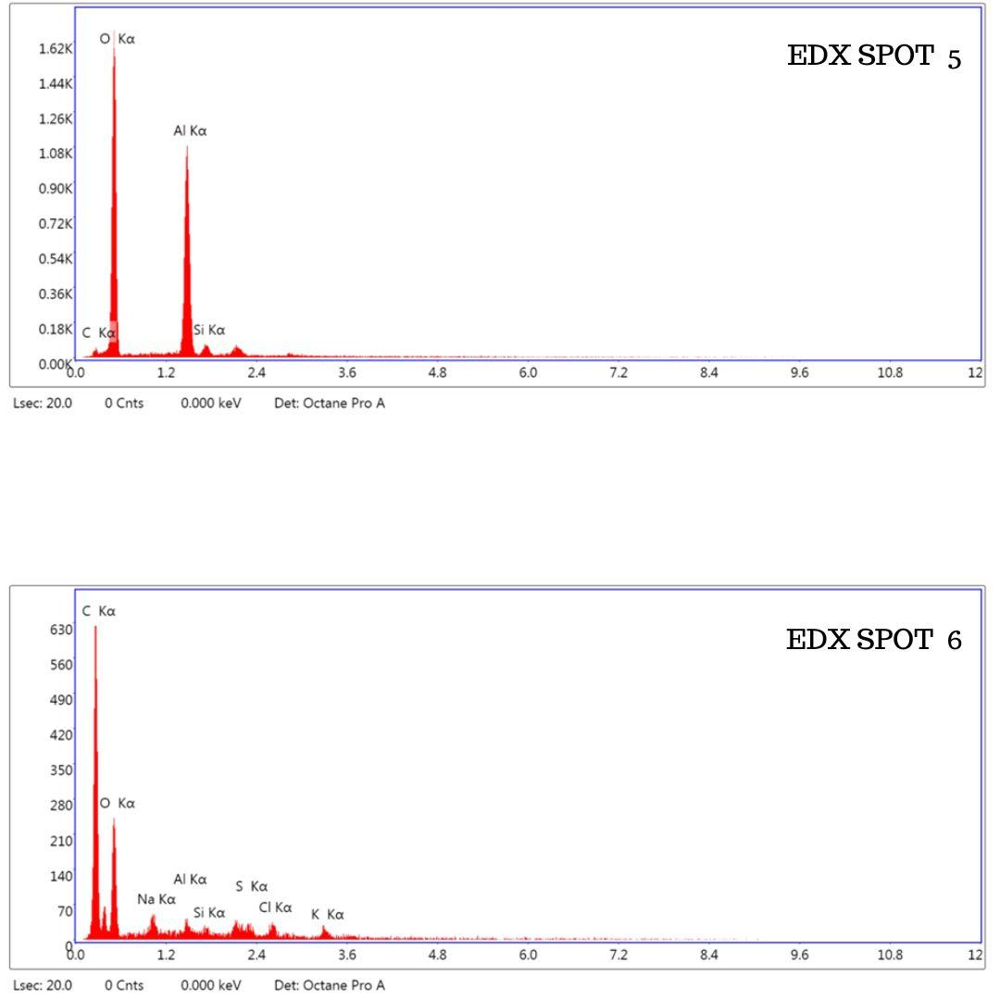 EDX SPOT 5
O Kα
Al Kα
C Kα
Si Kα
1.62K
1.44K
1.26K
1.08K
0.90K
0.72K
0.54K
0.36K
0.18K
0.00K
0.0 1.2 2.4 3.6 4.8 6.0 7.2 8.4 9.6 10.8 12
Lsec: 20.0 0 Cnts 0.000 keV Det: Octane Pro A
EDX SPOT 6
C Kα
O Kα
Na Kα
Al Kα
Si Kα
S Kα
Cl Kα
K Kα
630
560
490
420
350
280
210
140
70
0
0.0 1.2 2.4 3.6 4.8 6.0 7.2 8.4 9.6 10.8 12
Lsec: 20.0 0 Cnts 0.000 keV Det: Octane Pro A